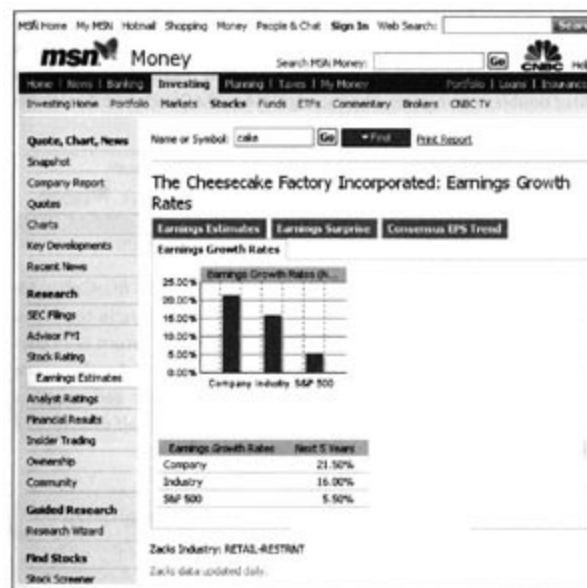 MSN Home My MSN Hotmail Shopping Money People & Chat Sign In Web Search:
msn Money Search MSN Money: Go CNBC
Home News Banking Investing Planning Taxes My Money Portfolio Loans Insurance
Investing Home Portfolio Markets Stocks Funds ETFs Commentary Brokers CNBC TV
Quote, Chart, News
Snapshot
Company Report
Quotes
Charts
Key Developments
Recent News
Research
SEC Filings
Advisor FYI
Stock Rating
Earnings Estimates
Analyst Ratings
Financial Results
Insider Trading
Ownership
Community
Guided Research
Research Wizard
Find Stocks
Stock Screener
Name or Symbol: cake Go Find Print Report
The Cheesecake Factory Incorporated: Earnings Growth
Rates
Earnings Estimates Earnings Surprise Consensus EPS Trend
Earnings Growth Rates
Earnings Growth Rates (N...
25.00%
20.00%
15.00%
10.00%
5.00%
0.00%
Company Industry S&P 500
Earnings Growth Rates Next 5 Years
Company 21.50%
Industry 16.00%
S&P 500 5.50%
Zacks Industry: RETAIL-RESTRNT
Zacks data updated daily.